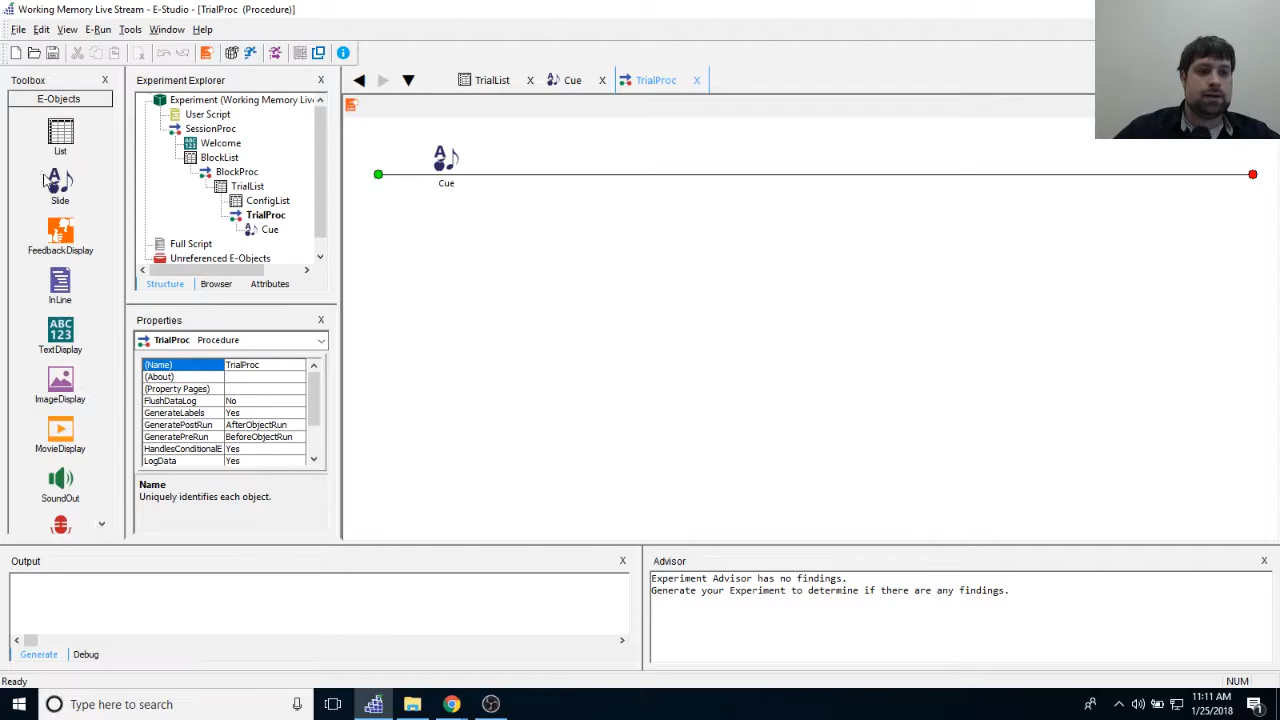 Working Memory Live Stream - E-Studio - [TrialProc (Procedure)]
File Edit View E-Run Tools Window Help
Toolbox X
E-Objects
List
Slide
FeedbackDisplay
InLine
ABC
123
TextDisplay
ImageDisplay
MovieDisplay
SoundOut
Experiment Explorer X
Experiment (Working Memory Live
User Script
SessionProc
Welcome
BlockList
BlockProc
TrialList
ConfigList
TrialProc
Cue
Full Script
Unreferenced E-Objects
Structure Browser Attributes
Properties X
TrialProc Procedure
(Name) TrialProc
(About)
(Property Pages)
FlushDataLog No
GenerateLabels Yes
GeneratePostRun AfterObjectRun
GeneratePreRun BeforeObjectRun
HandlesConditionalE Yes
LogData Yes
Name
Uniquely identifies each object.
TrialList X Cue X TrialProc X
Cue
Output X
Generate Debug
Advisor X
Experiment Advisor has no findings.
Generate your Experiment to determine if there are any findings.
Ready NUM
Type here to search
11:11 AM
1/25/2018
1